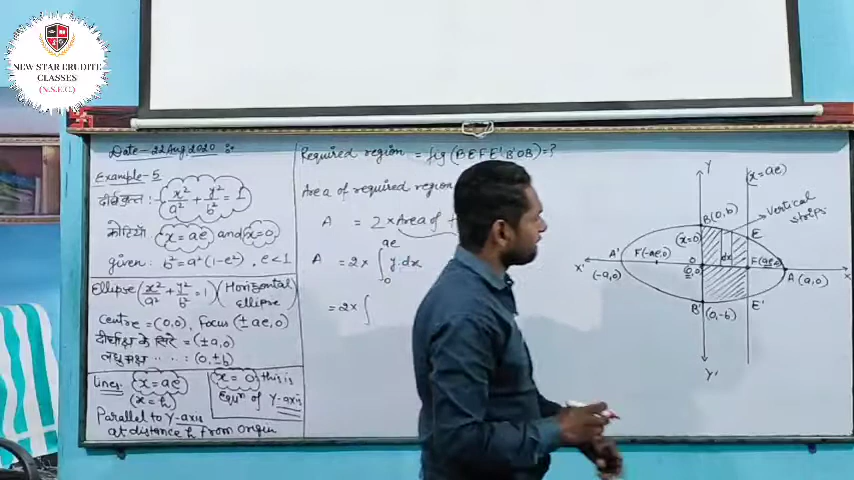 NEW STAR ERUDITE
CLASSES
(N.S.E.C.)
Date - 22 Aug. 2020 :-
Example-5
दीर्घवृत्त :- x²/a² + y²/b² = 1
कोटियाँ x = ae and x = 0
given: b² = a²(1-e²), e < 1
Ellipse (x²/a² + y²/b² = 1) (Horizontal
Ellipse
Centre = (0,0), Focus (± ae, 0)
दीर्घाक्ष के सिरे = (± a, 0)
लघु अक्ष ,, ,, : (0, ± b)
Lines: x = ae
(x = h)
Parallel to Y-axis
at distance h from origin
x = 0 this is
Equⁿ of Y-axis
Required region = fig (BEFE'B'OB) = ?
Area of required region
A = 2 × Area of
A = 2 × ∫₀^ae y.dx
= 2 × ∫
Y
(x = ae)
Vertical
strips
B(0,b)
(x=0)
E
dx
A'
F'(-ae,0)
O
F(ae,0)
X'
(-a,0)
0,0
A (a,0)
X
B'
(0,-b)
E'
Y'